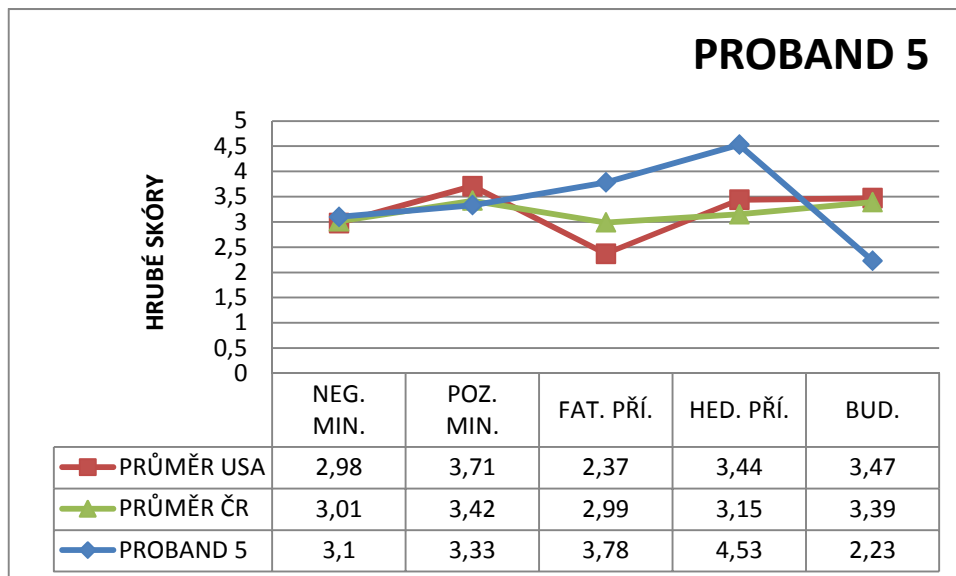 PROBAND 5
HRUBÉ SKÓRY
5
4,5
4
3,5
3
2,5
2
1,5
1
0,5
0
NEG. MIN. POZ. MIN. FAT. PŘÍ. HED. PŘÍ. BUD.
PRŮMĚR USA 2,98 3,71 2,37 3,44 3,47
PRŮMĚR ČR 3,01 3,42 2,99 3,15 3,39
PROBAND 5 3,1 3,33 3,78 4,53 2,23